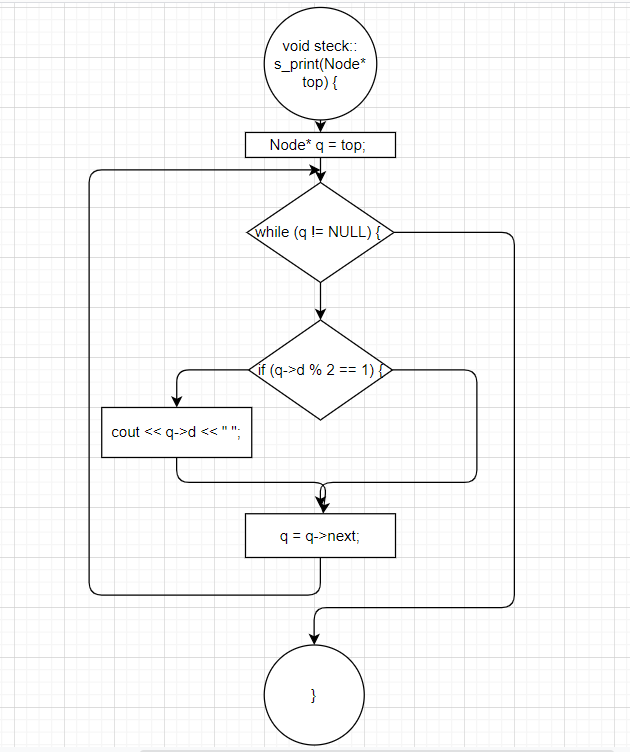 void steck::
s_print(Node*
top) {
Node* q = top;
while (q != NULL) {
if (q->d % 2 == 1) {
cout << q->d << " ";
q = q->next;
}